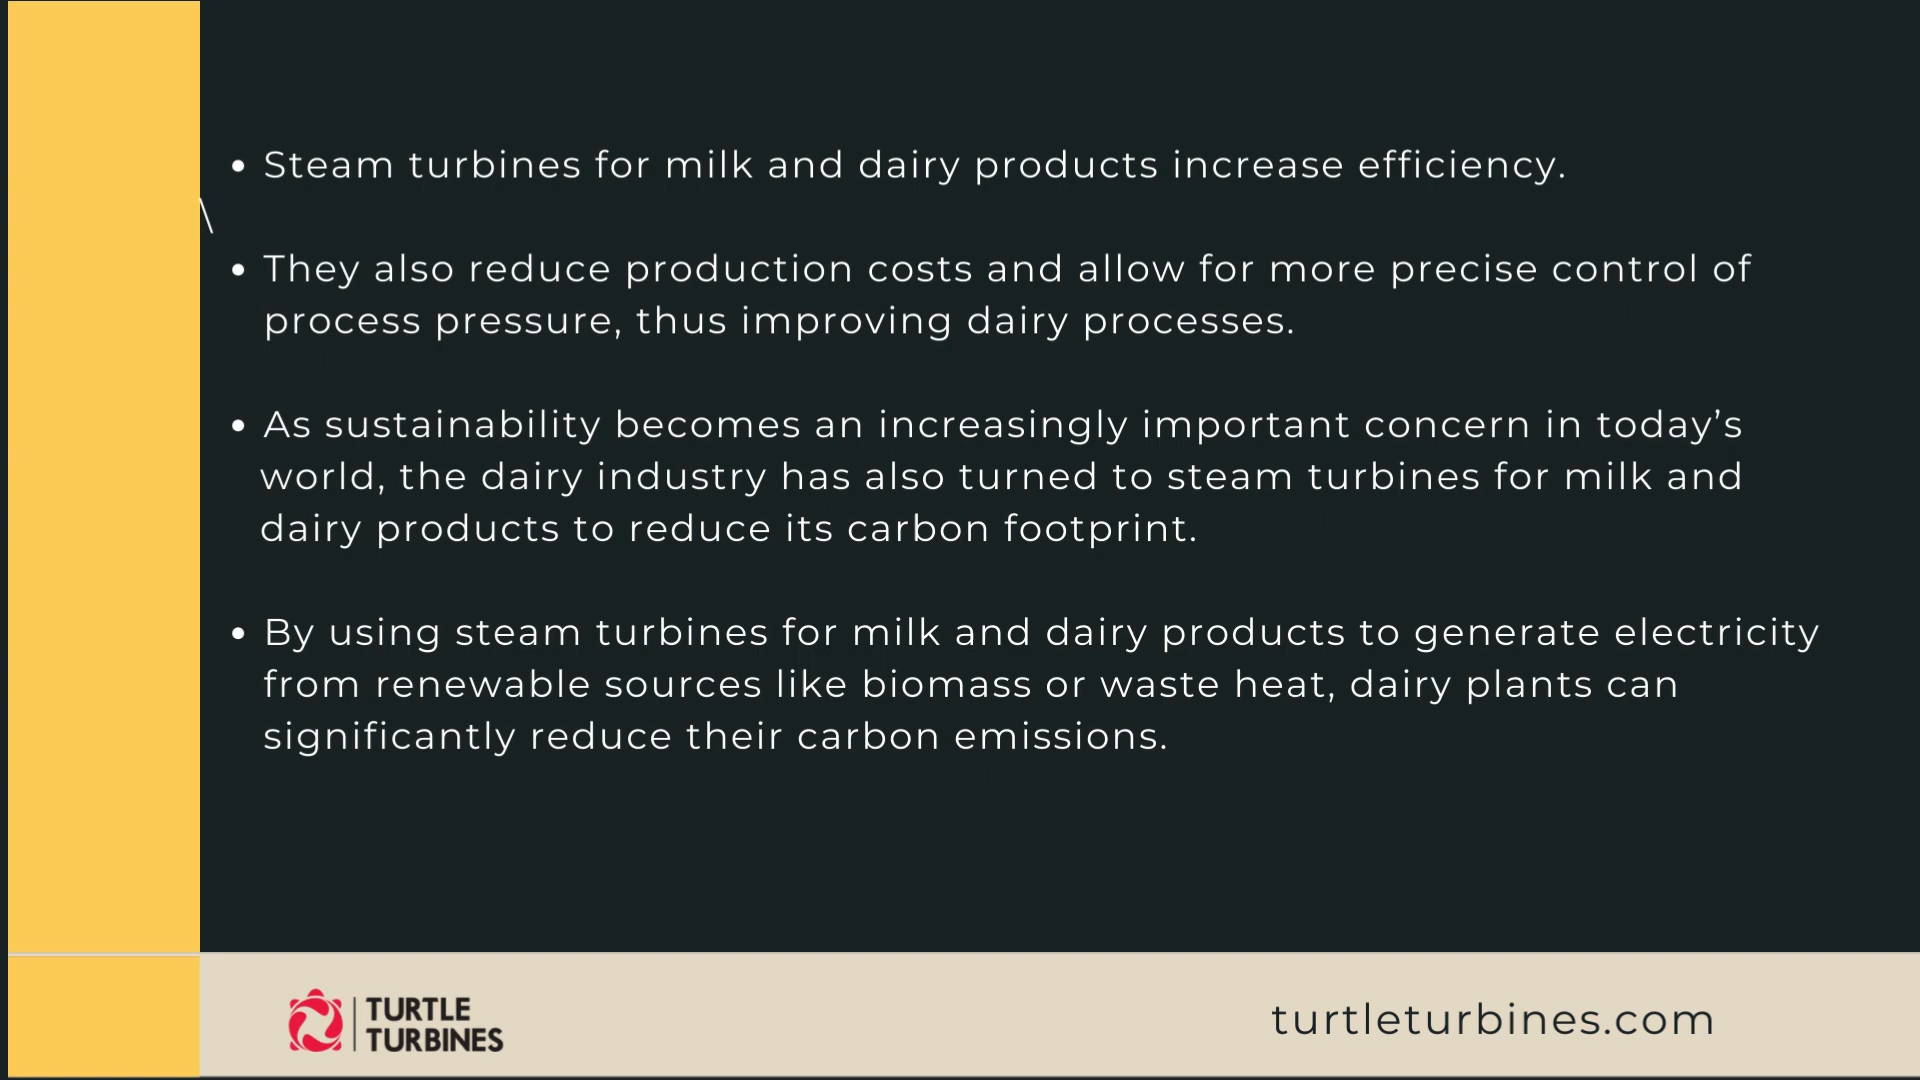 • Steam turbines for milk and dairy products increase efficiency.
\
• They also reduce production costs and allow for more precise control of
process pressure, thus improving dairy processes.
• As sustainability becomes an increasingly important concern in today’s
world, the dairy industry has also turned to steam turbines for milk and
dairy products to reduce its carbon footprint.
• By using steam turbines for milk and dairy products to generate electricity
from renewable sources like biomass or waste heat, dairy plants can
significantly reduce their carbon emissions.
TURTLE
TURBINES
turtleturbines.com